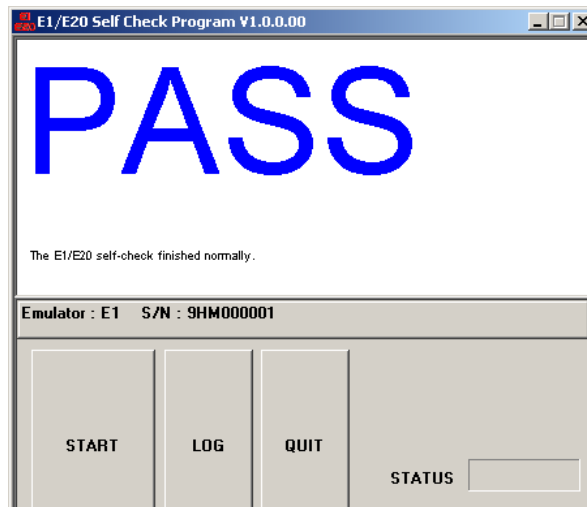 E1/E20 Self Check Program V1.0.0.00
PASS
The E1/E20 self-check finished normally.
Emulator : E1 S/N : 9HM000001
START LOG QUIT
STATUS